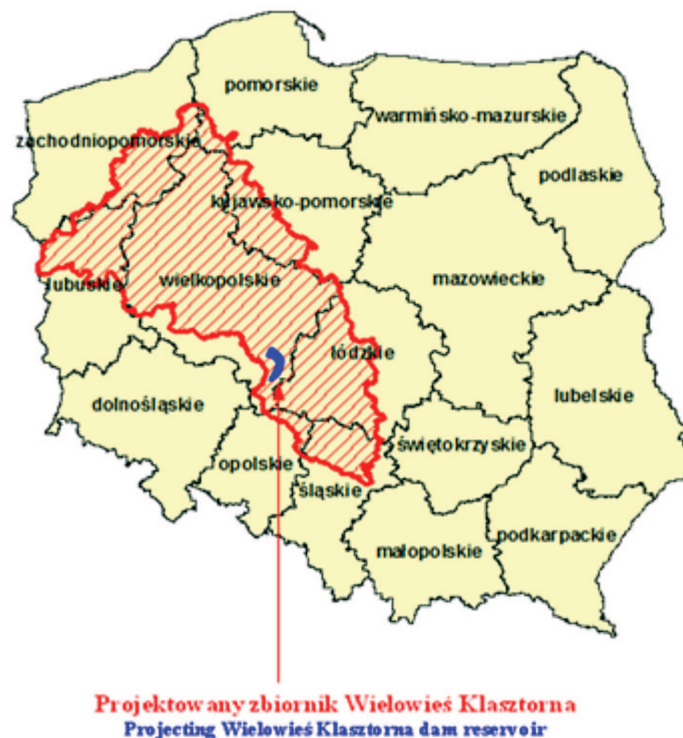 pomorskie
warmińsko-mazurskie
zachodniopomorskie
podlaskie
kujawsko-pomorskie
mazowieckie
wielkopolskie
lubuskie
łódzkie
lubelskie
dolnośląskie
świętokrzyskie
opolskie
śląskie
podkarpackie
małopolskie
Projektowany zbiornik Wielowieś Klasztorna
Projecting Wielowieś Klasztorna dam reservoir